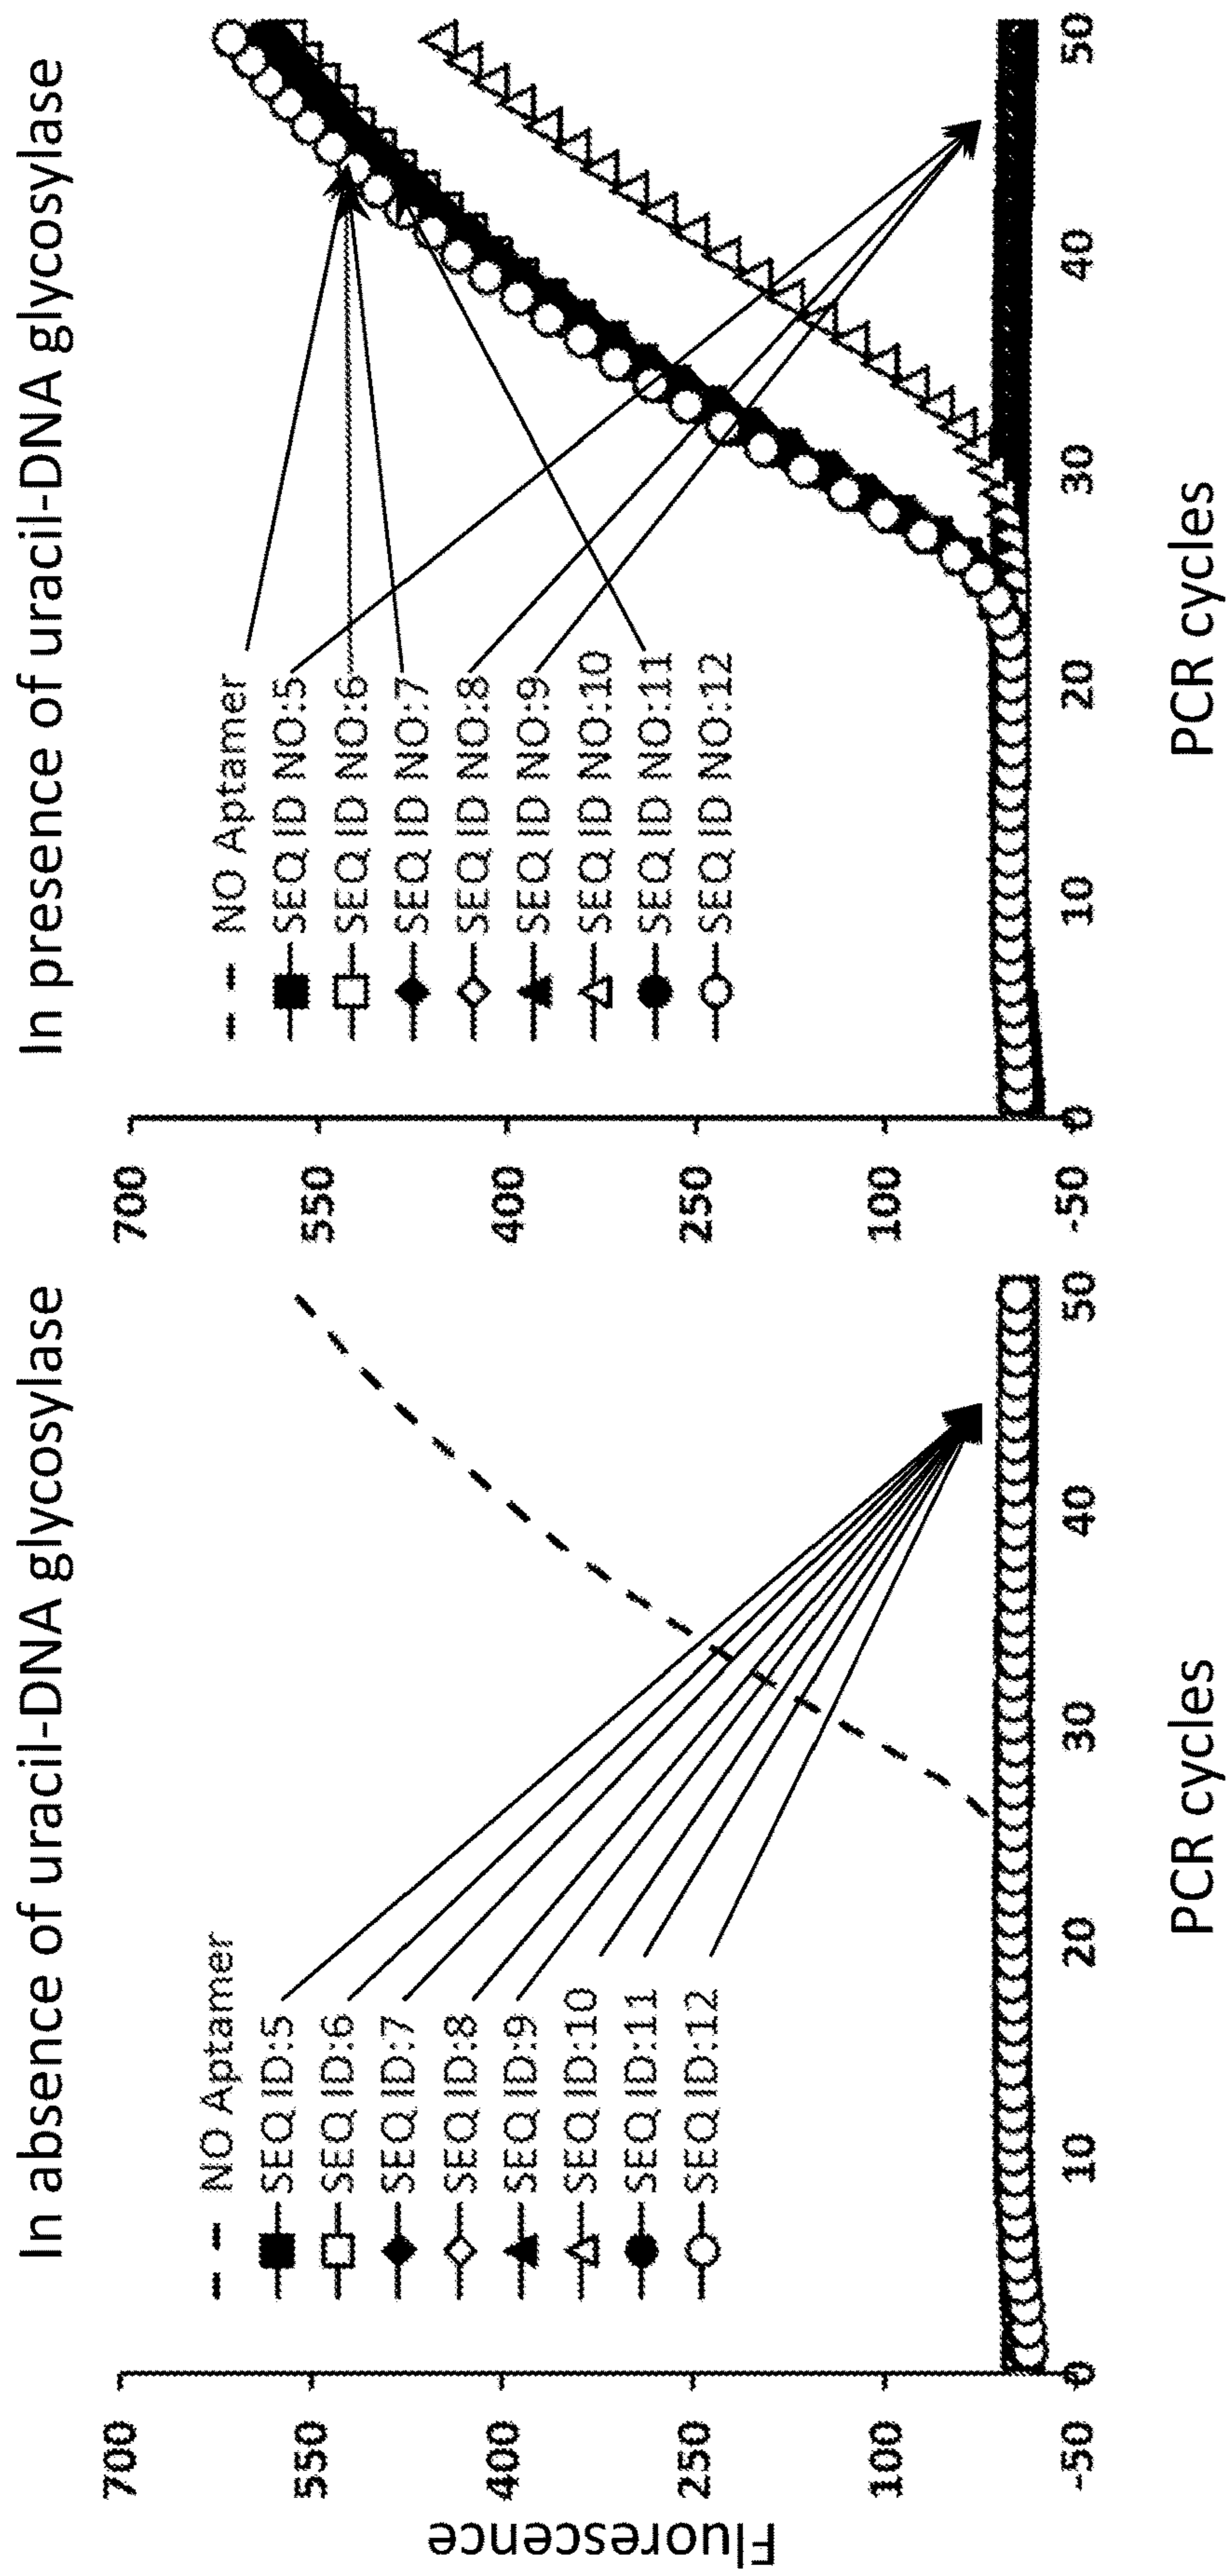 In absence of uracil-DNA glycosylase
Fluorescence
700
550
400
250
100
-50
NO Aptamer
SEQ ID:5
SEQ ID:6
SEQ ID:7
SEQ ID:8
SEQ ID:9
SEQ ID:10
SEQ ID:11
SEQ ID:12
0
10
20
30
40
50
PCR cycles
In presence of uracil-DNA glycosylase
700
550
400
250
100
-50
NO Aptamer
SEQ ID NO:5
SEQ ID NO:6
SEQ ID NO:7
SEQ ID NO:8
SEQ ID NO:9
SEQ ID NO:10
SEQ ID NO:11
SEQ ID NO:12
0
10
20
30
40
50
PCR cycles